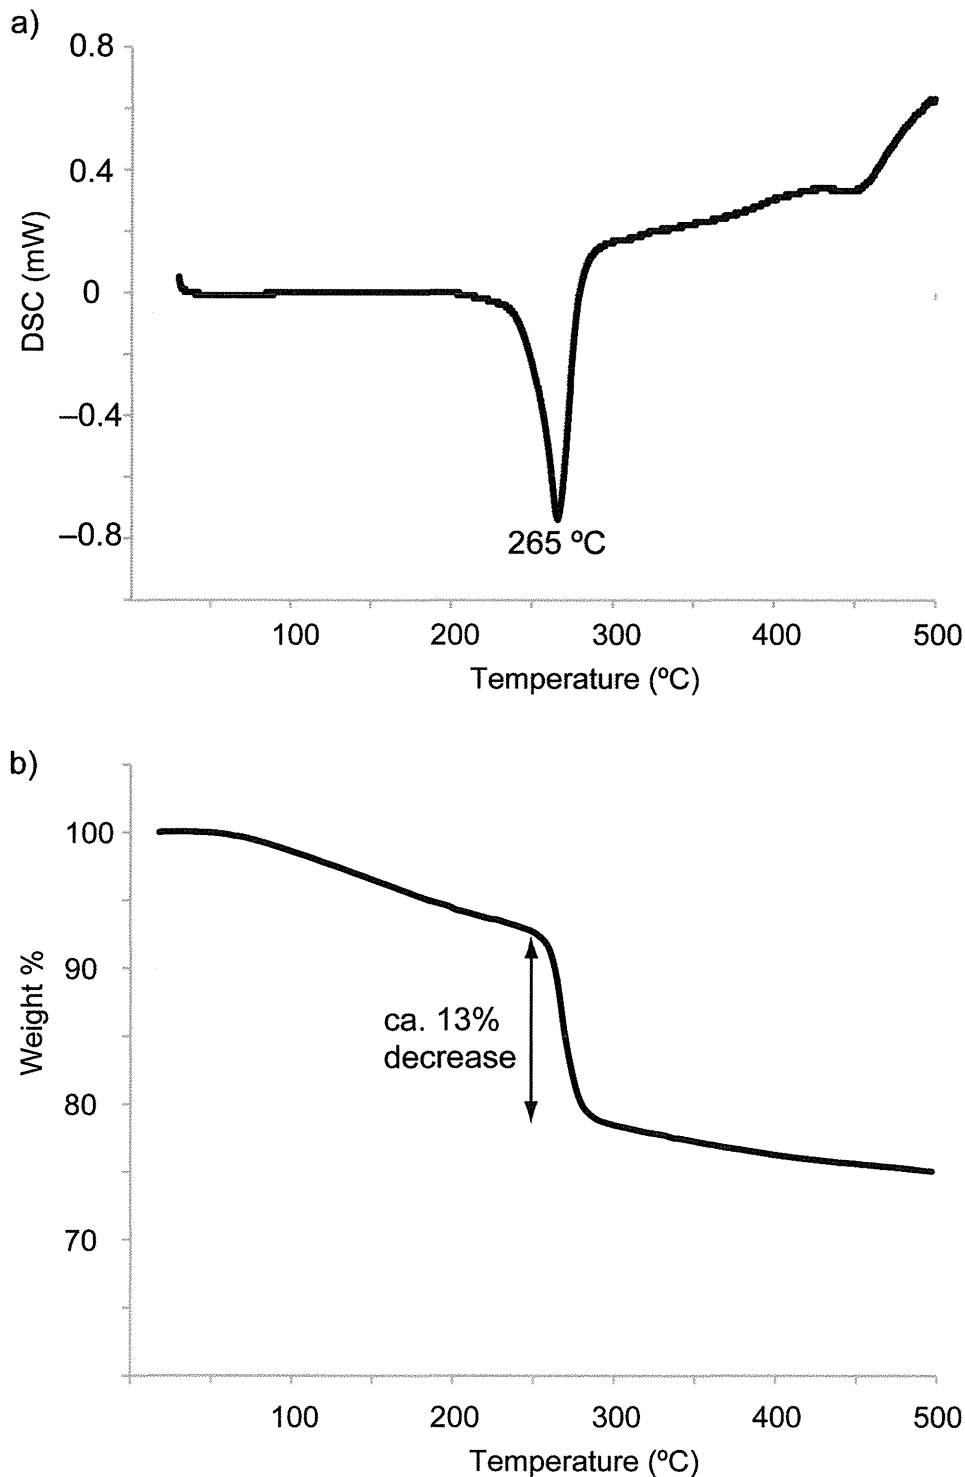 a)
0.8
0.4
0
–0.4
–0.8
DSC (mW)
265 ºC
100 200 300 400 500
Temperature (ºC)
b)
100
90
80
70
Weight %
ca. 13%
decrease
100 200 300 400 500
Temperature (ºC)